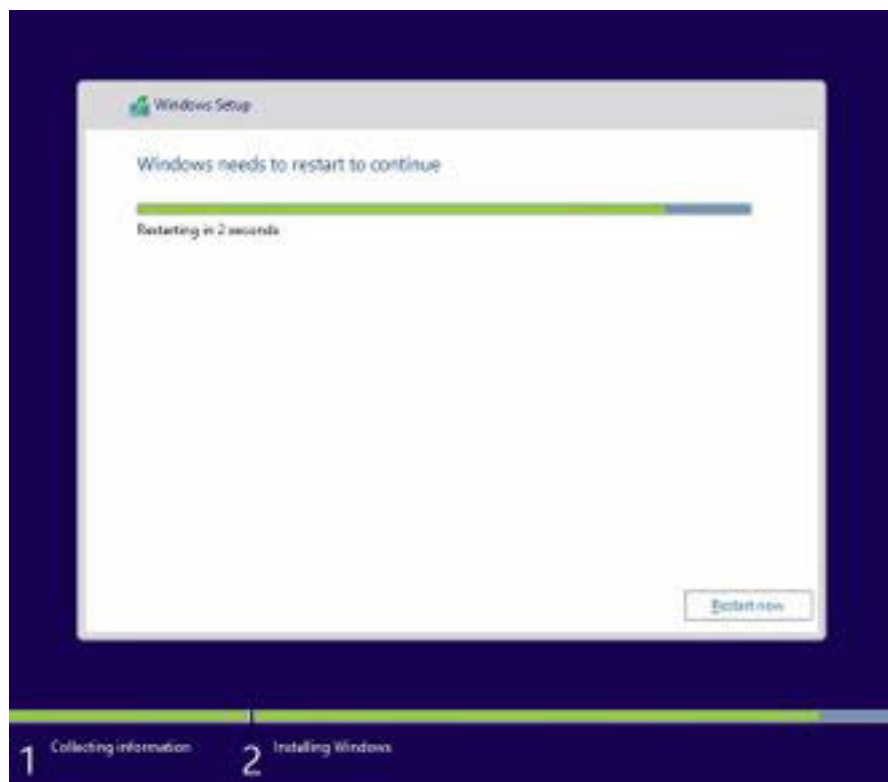 Windows Setup
Windows needs to restart to continue
Restarting in 2 seconds
Restart now
1 Collecting information
2 Installing Windows